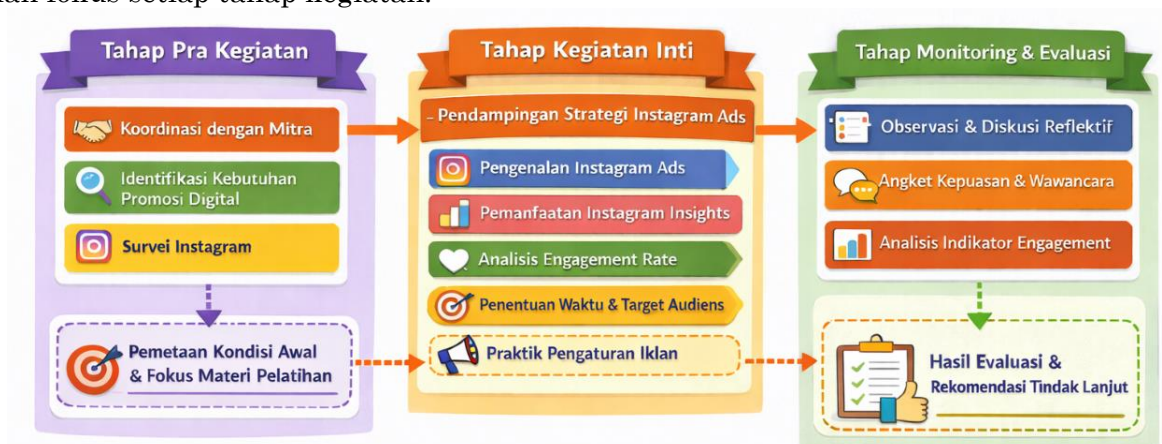 setiap tahap kegiatan.
Tahap Pra Kegiatan
Koordinasi dengan Mitra
Identifikasi Kebutuhan
Promosi Digital
Survei Instagram
Pemetaan Kondisi Awal
& Fokus Materi Pelatihan
Tahap Kegiatan Inti
- Pendampingan Strategi Instagram Ads
Pengenalan Instagram Ads
Pemanfaatan Instagram Insights
Analisis Engagement Rate
Penentuan Waktu & Target Audiens
Praktik Pengaturan Iklan
Tahap Monitoring & Evaluasi
Observasi & Diskusi Reflektif
Angket Kepuasan & Wawancara
Analisis Indikator Engagement
Hasil Evaluasi &
Rekomendasi Tindak Lanjut